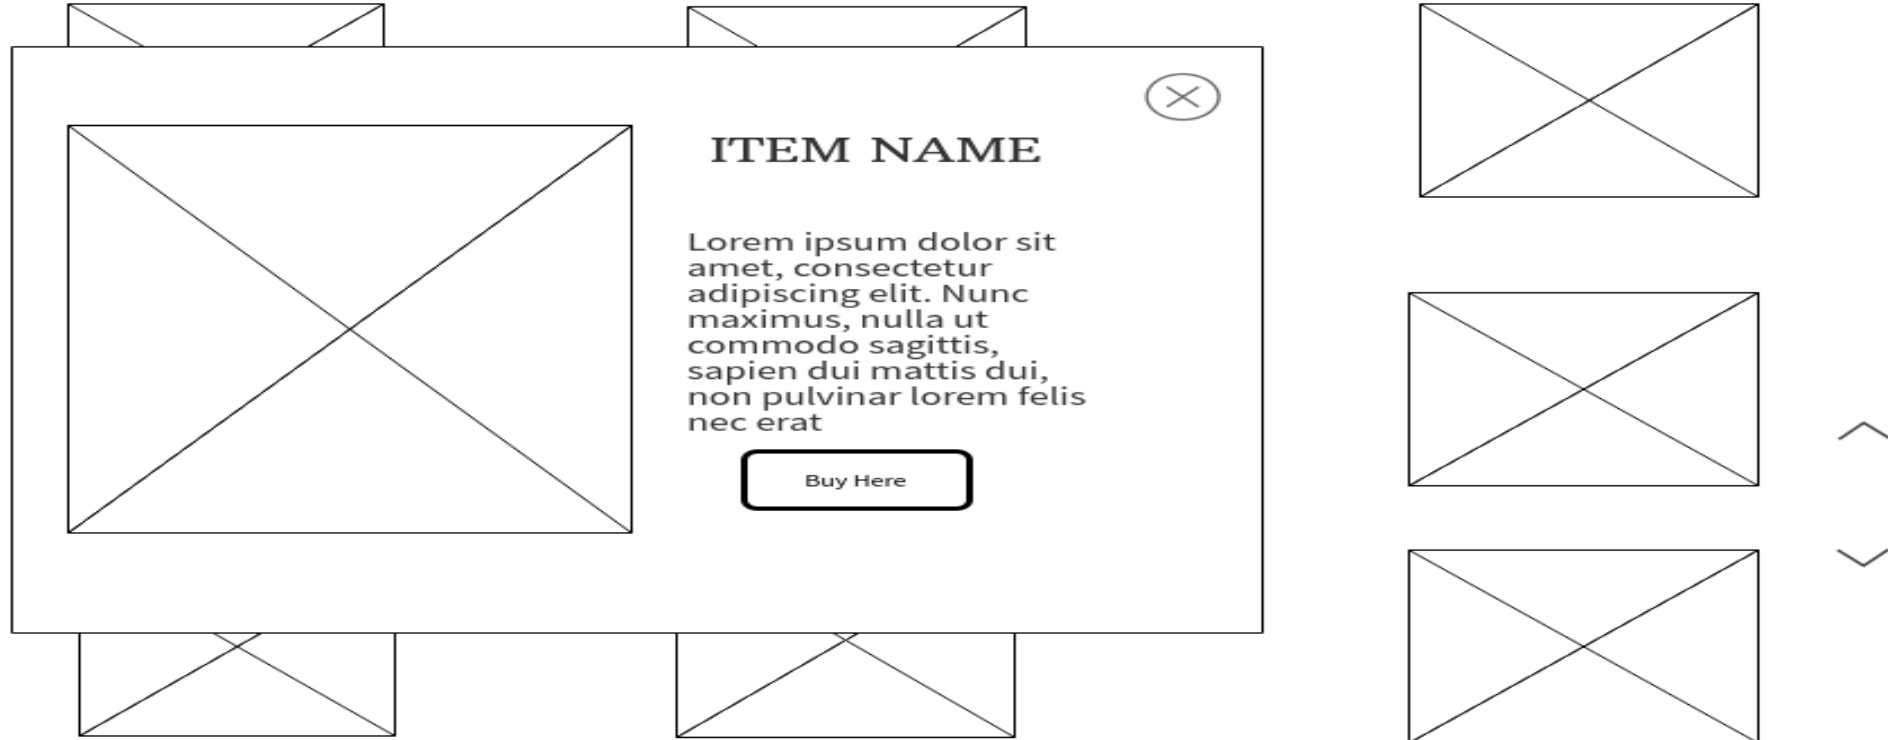 ITEM NAME
Lorem ipsum dolor sit
amet, consectetur
adipiscing elit. Nunc
maximus, nulla ut
commodo sagittis,
sapien dui mattis dui,
non pulvinar lorem felis
nec erat
Buy Here